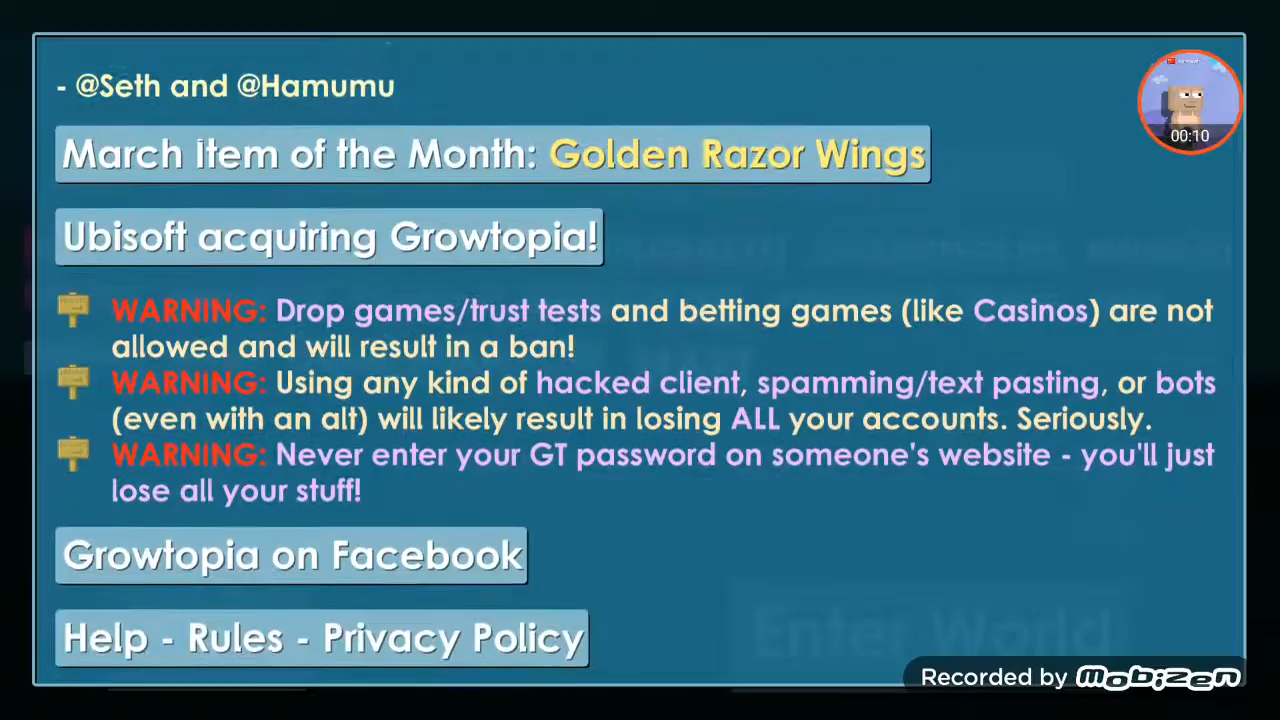 - @Seth and @Hamumu
00:10
March Item of the Month: Golden Razor Wings
Ubisoft acquiring Growtopia!
WARNING: Drop games/trust tests and betting games (like Casinos) are not
allowed and will result in a ban!
WARNING: Using any kind of hacked client, spamming/text pasting, or bots
(even with an alt) will likely result in losing ALL your accounts. Seriously.
WARNING: Never enter your GT password on someone's website - you'll just
lose all your stuff!
Growtopia on Facebook
Help - Rules - Privacy Policy
Enter World
Recorded by mobizen